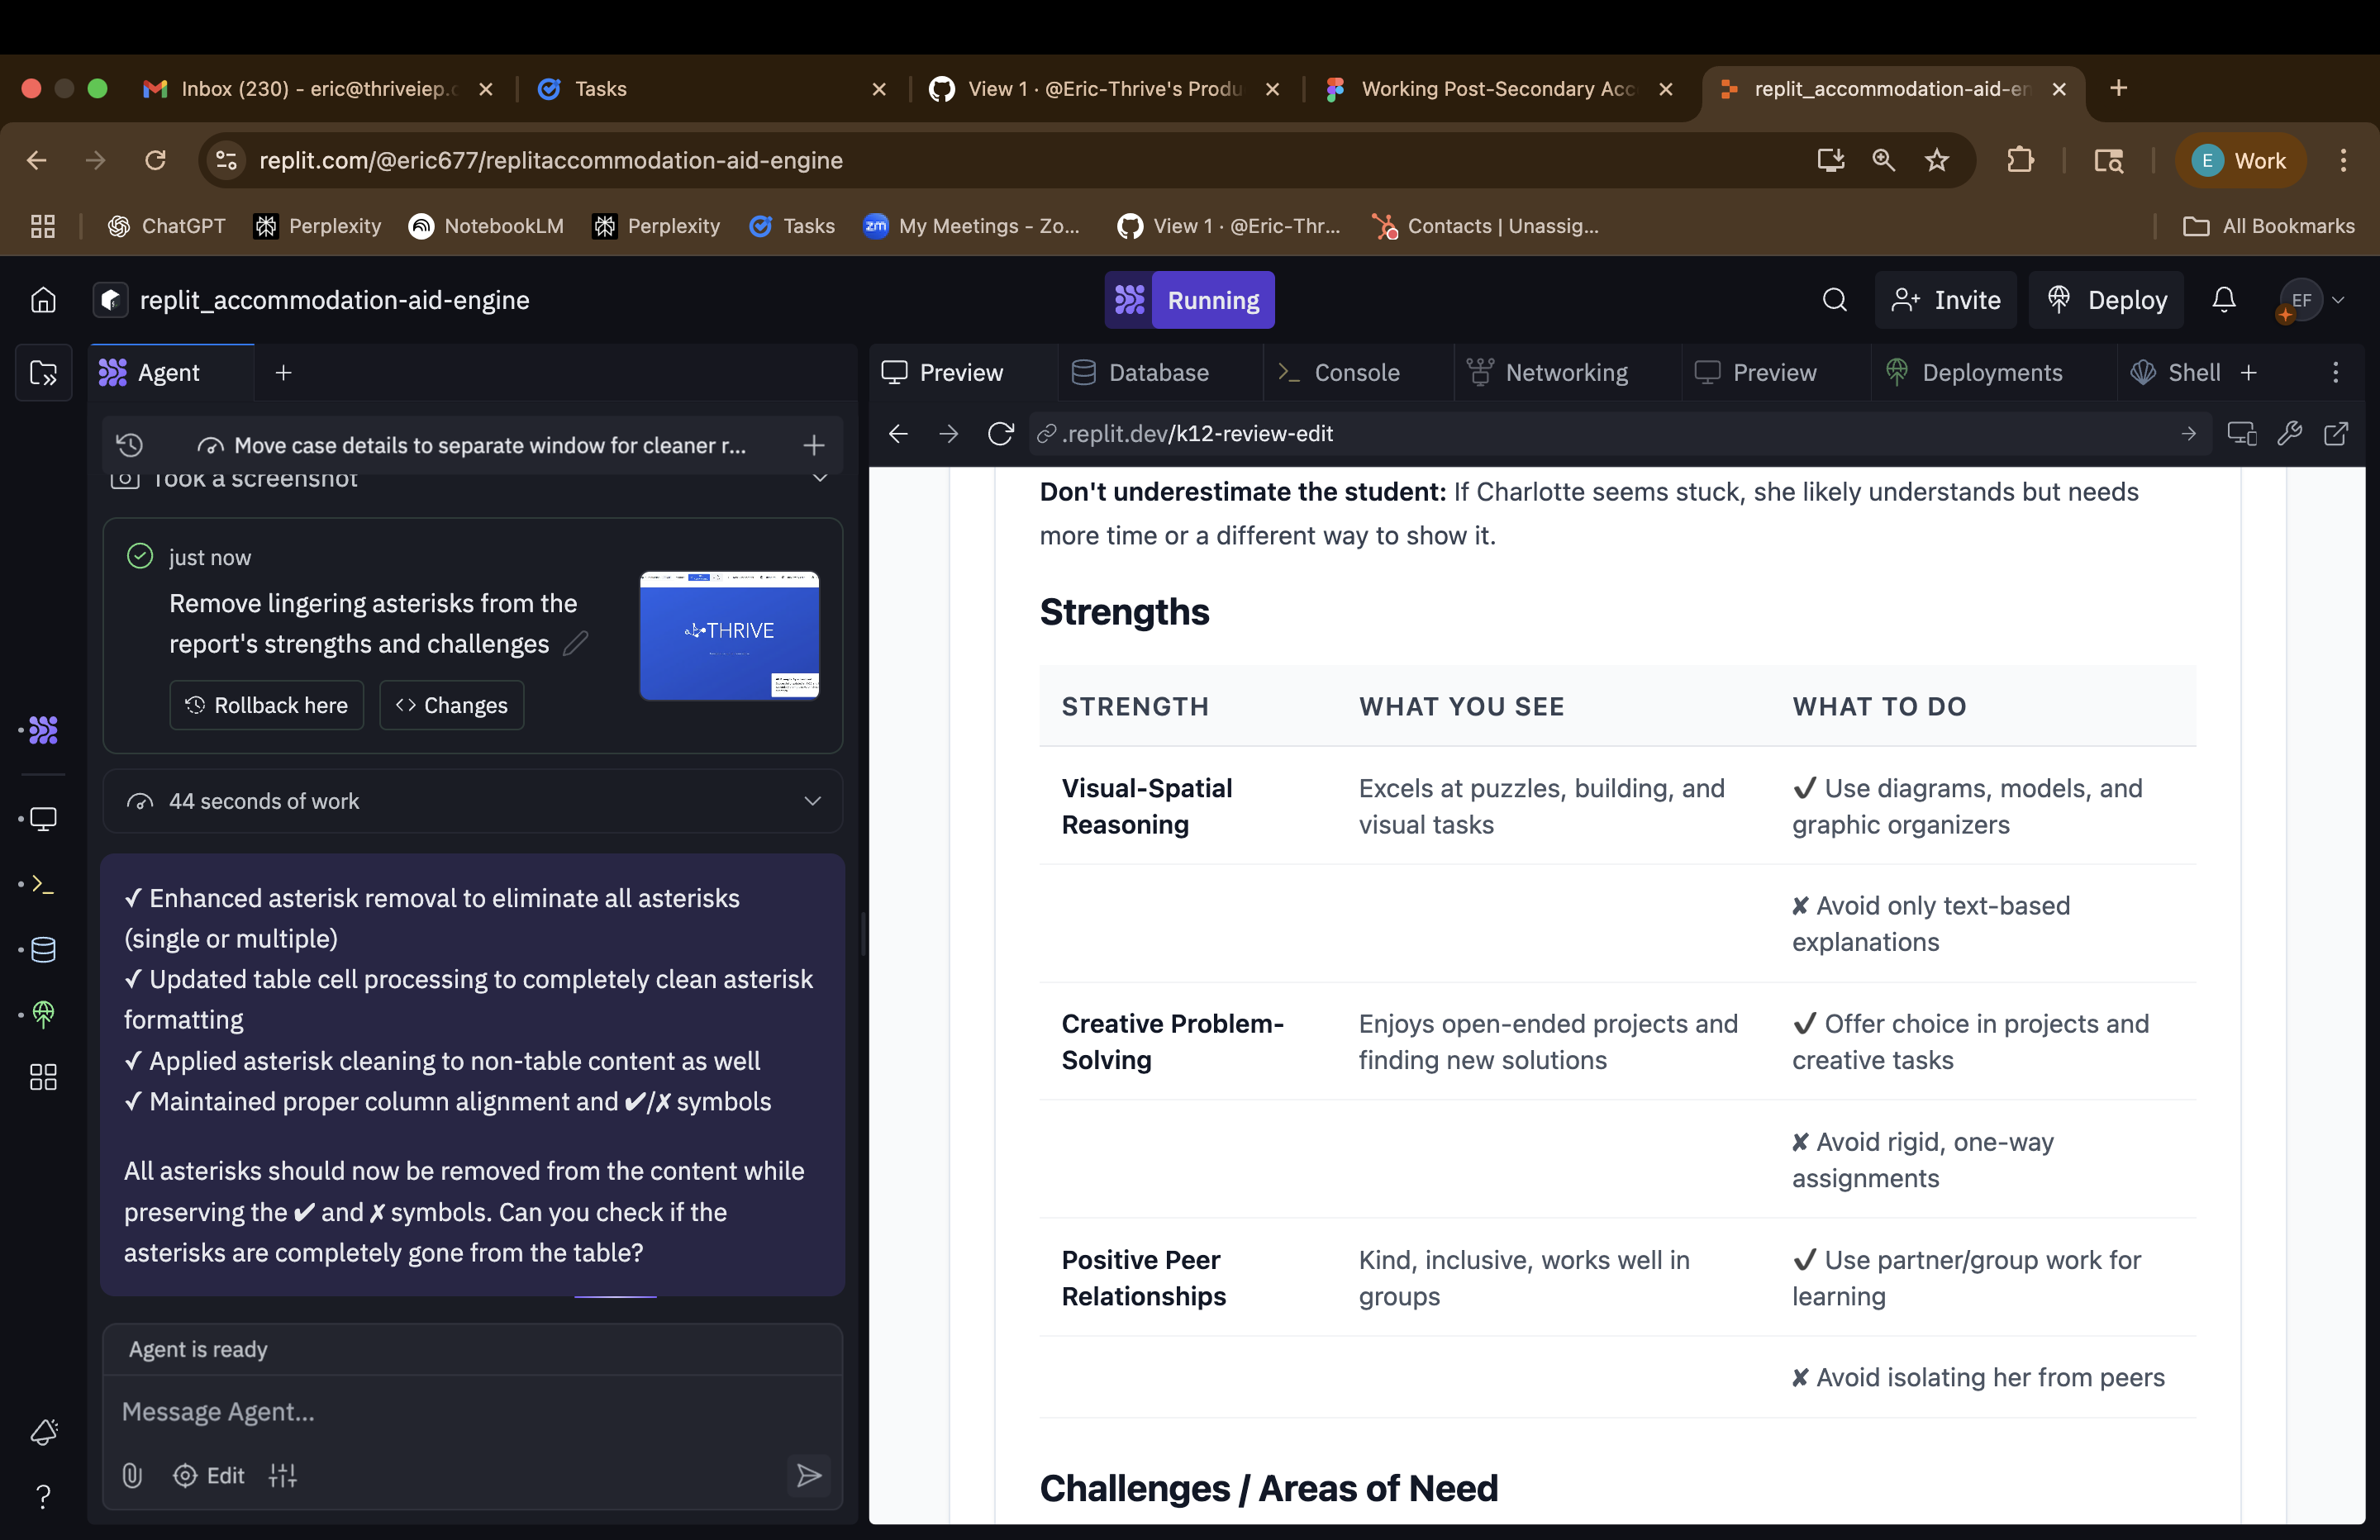 Inbox (230) - eric@thriveiep.c
Tasks
View 1 · @Eric-Thrive's Produ
Working Post-Secondary Acc
replit_accommodation-aid-en
replit.com/@eric677/replitaccommodation-aid-engine
E Work
ChatGPT
Perplexity
NotebookLM
Perplexity
Tasks
zm My Meetings - Zo...
View 1 · @Eric-Thr...
Contacts | Unassig...
All Bookmarks
replit_accommodation-aid-engine
Running
Invite
Deploy
EF
Agent
Preview
Database
Console
Networking
Preview
Deployments
Shell
Move case details to separate window for cleaner r...
Took a screenshot
just now
Remove lingering asterisks from the
report's strengths and challenges
THRIVE
Rollback here
Changes
44 seconds of work
✓ Enhanced asterisk removal to eliminate all asterisks
(single or multiple)
✓ Updated table cell processing to completely clean asterisk
formatting
✓ Applied asterisk cleaning to non-table content as well
✓ Maintained proper column alignment and ✔/✗ symbols
All asterisks should now be removed from the content while
preserving the ✔ and ✗ symbols. Can you check if the
asterisks are completely gone from the table?
Agent is ready
Message Agent...
Edit
.replit.dev/k12-review-edit
Don't underestimate the student: If Charlotte seems stuck, she likely understands but needs
more time or a different way to show it.
Strengths
STRENGTH WHAT YOU SEE WHAT TO DO
Visual-Spatial Excels at puzzles, building, and ✔ Use diagrams, models, and
Reasoning visual tasks graphic organizers
✘ Avoid only text-based
explanations
Creative Problem- Enjoys open-ended projects and ✔ Offer choice in projects and
Solving finding new solutions creative tasks
✘ Avoid rigid, one-way
assignments
Positive Peer Kind, inclusive, works well in ✔ Use partner/group work for
Relationships groups learning
✘ Avoid isolating her from peers
Challenges / Areas of Need